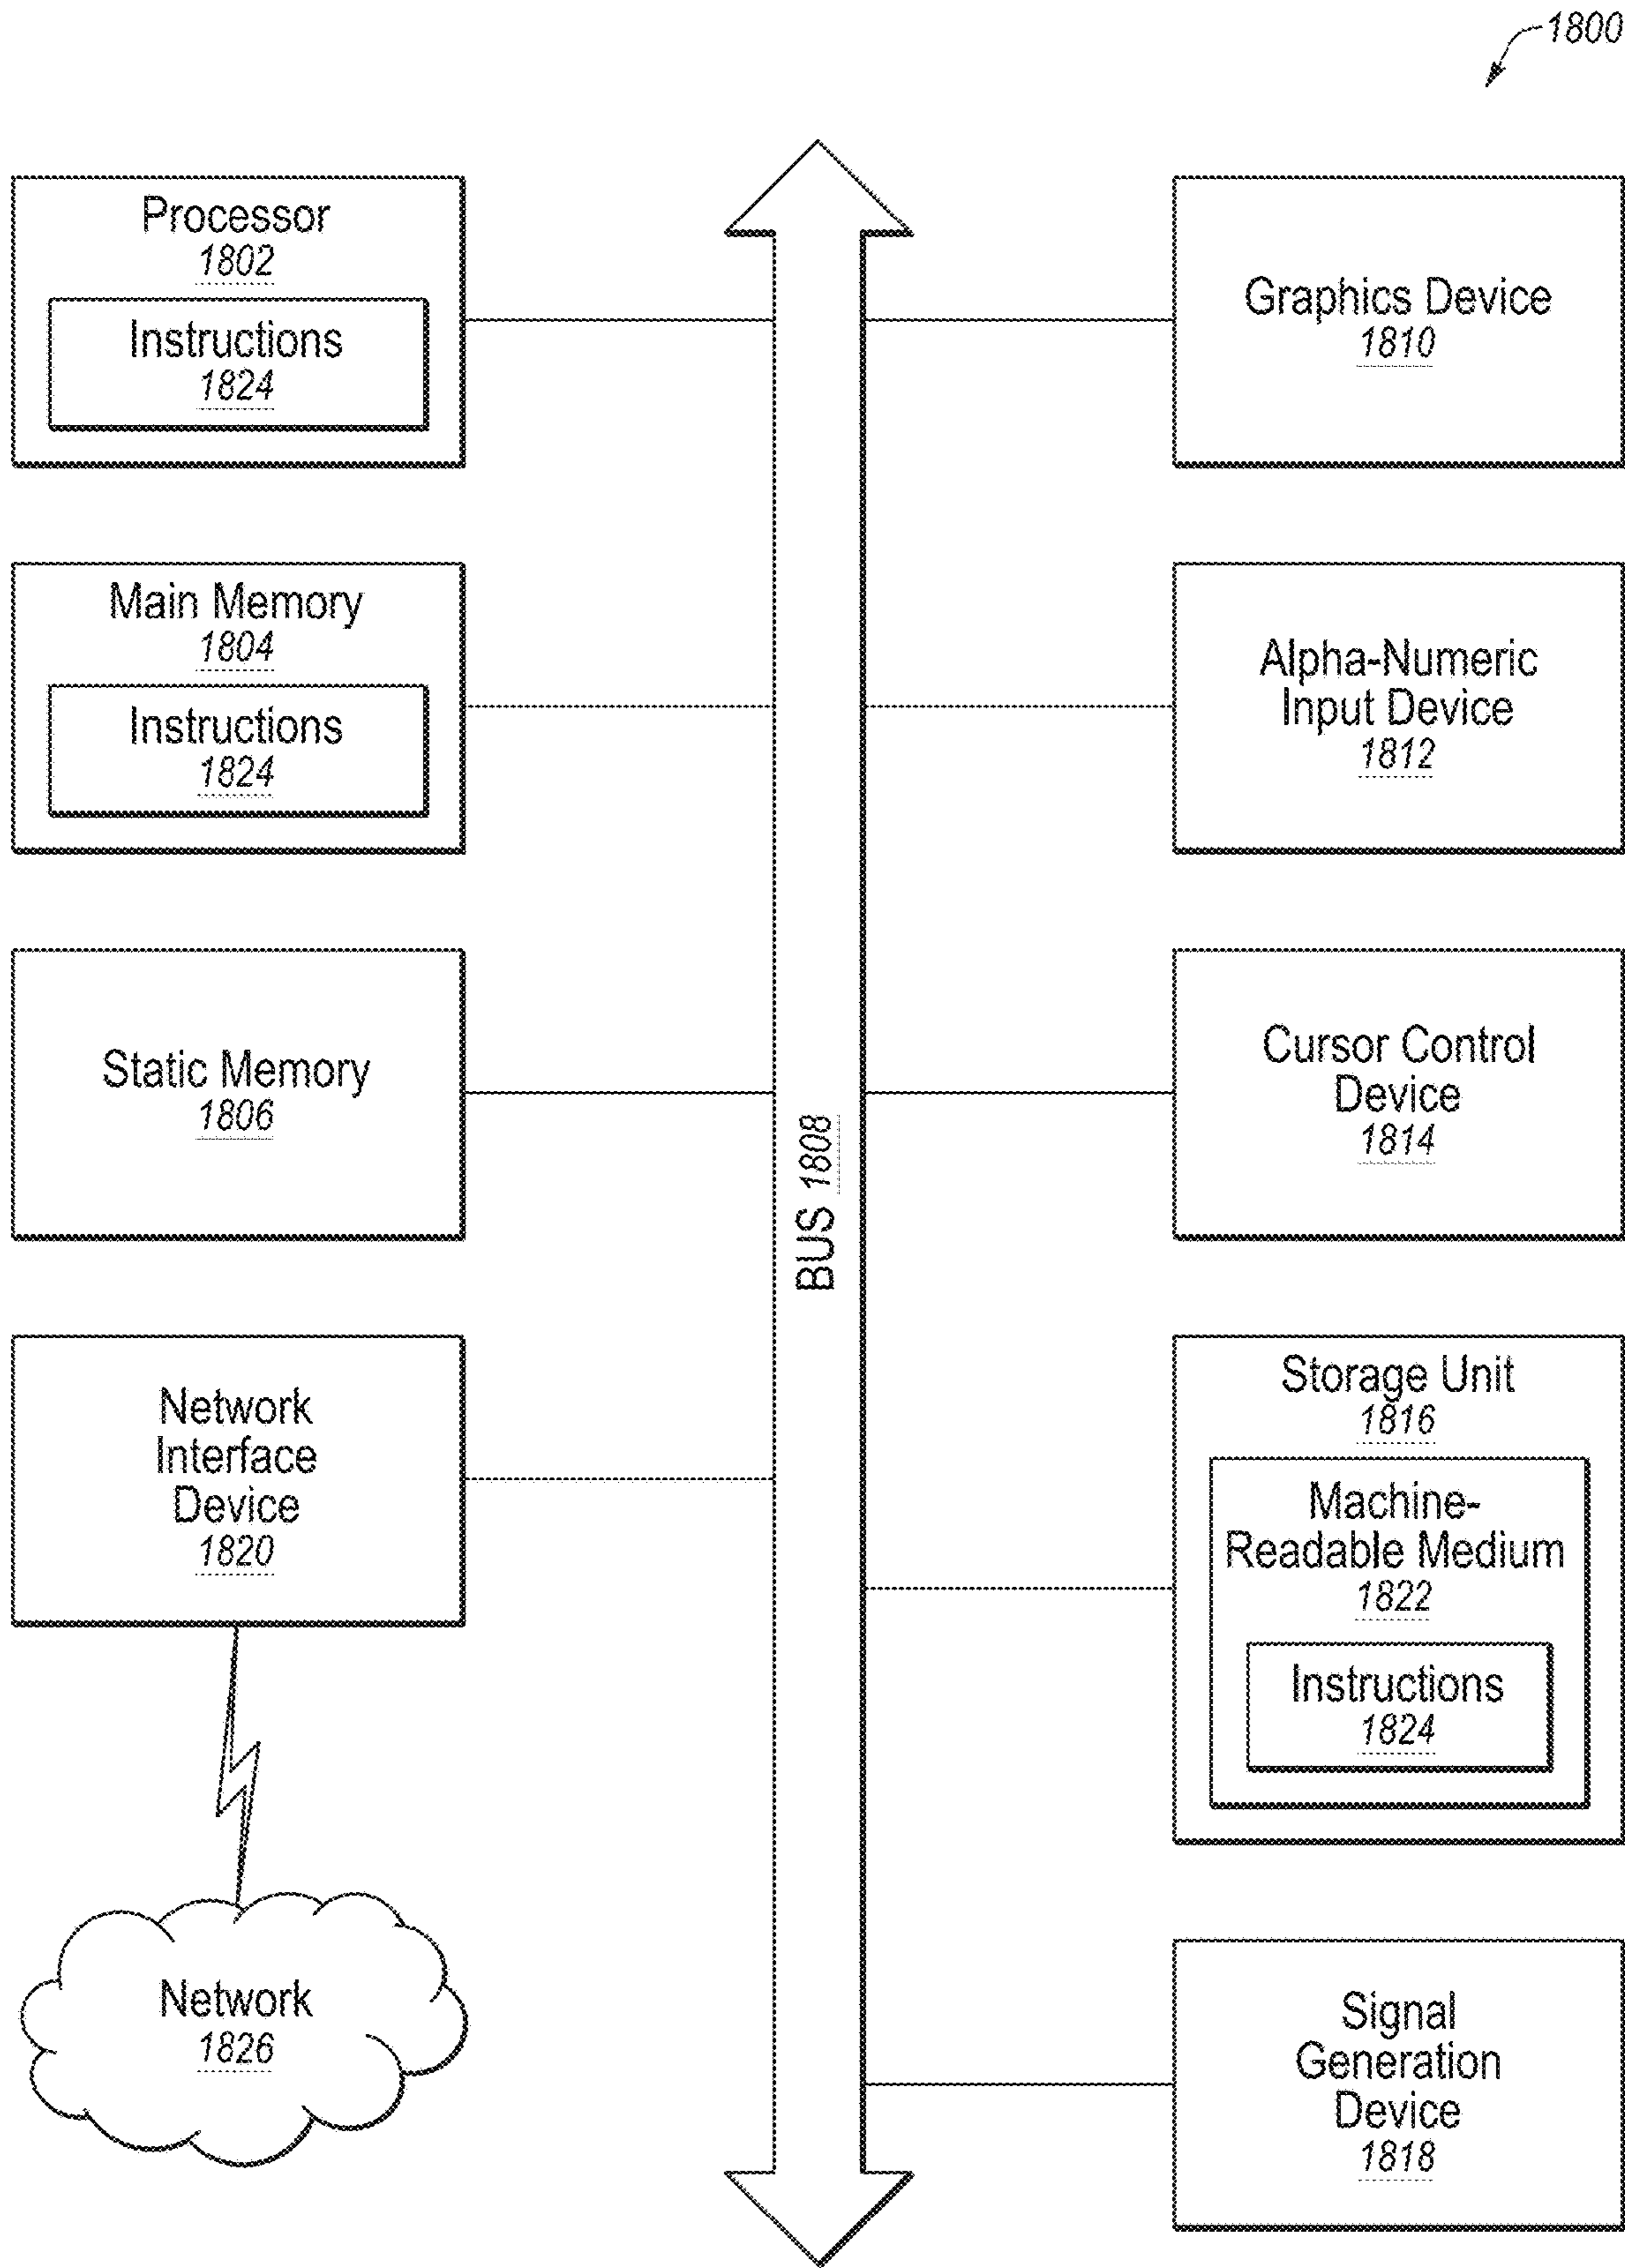 1800
Processor
1802
Instructions
1824
Main Memory
1804
Instructions
1824
Static Memory
1806
Network
Interface
Device
1820
Network
1826
BUS 1808
Graphics Device
1810
Alpha-Numeric
Input Device
1812
Cursor Control
Device
1814
Storage Unit
1816
Machine-
Readable Medium
1822
Instructions
1824
Signal
Generation
Device
1818